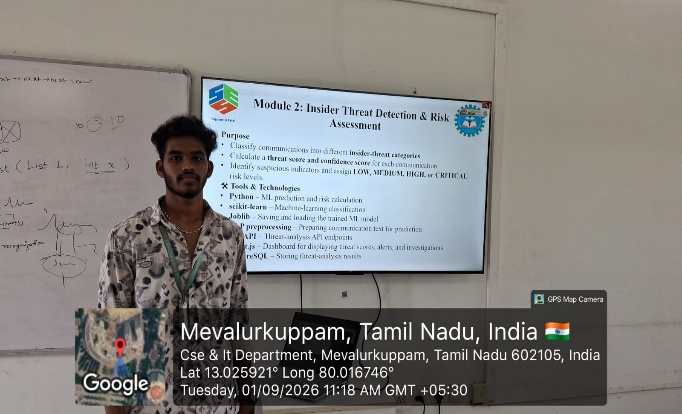 Module 2: Insider Threat Detection & Risk
Assessment
Purpose
• Classify communications into different insider-threat categories
• Calculate a threat score and confidence score for each communication
• Identify suspicious indicators and assign LOW, MEDIUM, HIGH, or CRITICAL
risk levels.
🛠 Tools & Technologies
• Python – ML prediction and risk calculation
• scikit-learn – Machine-learning classification
Joblib – Saving and loading the trained ML model
P preprocessing – Preparing communication text for prediction
API – Threat-analysis API endpoints
.js – Dashboard for displaying threat scores, alerts, and investigations
reSQL – Storing threat-analysis results
(List L, int x)
recognition
GPS Map Camera
Mevalurkuppam, Tamil Nadu, India 🇮🇳
Cse & It Department, Mevalurkuppam, Tamil Nadu 602105, India
Lat 13.025921° Long 80.016746°
Tuesday, 01/09/2026 11:18 AM GMT +05:30
Google